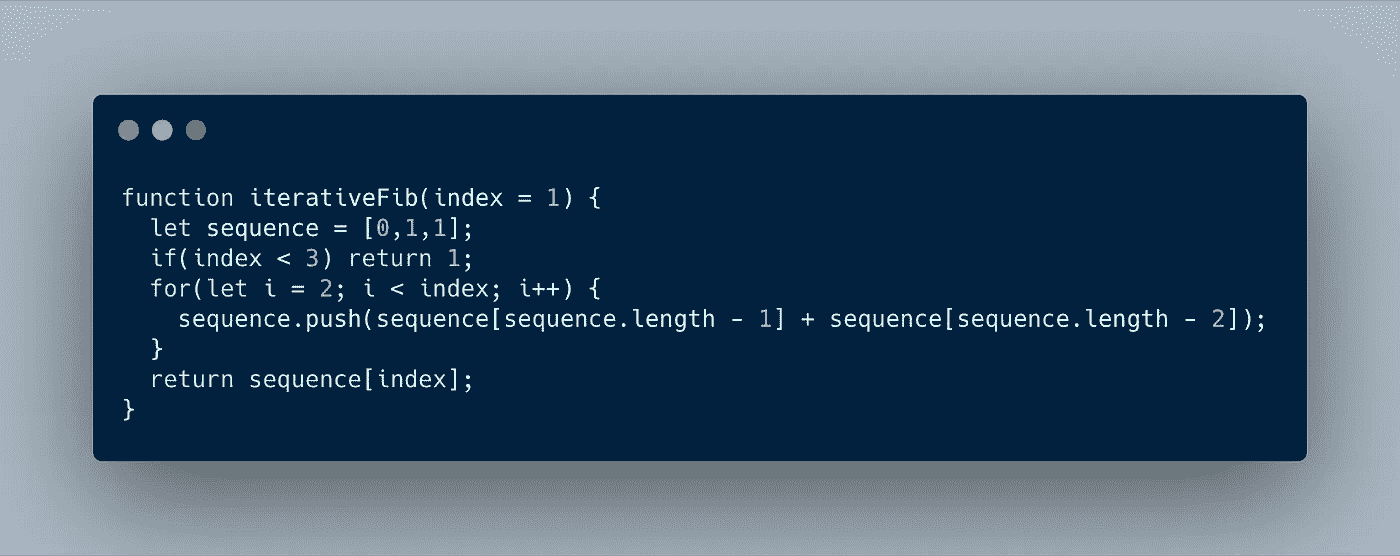 function iterativeFib(index = 1) {
  let sequence = [0,1,1];
  if(index < 3) return 1;
  for(let i = 2; i < index; i++) {
    sequence.push(sequence[sequence.length - 1] + sequence[sequence.length - 2]);
  }
  return sequence[index];
}